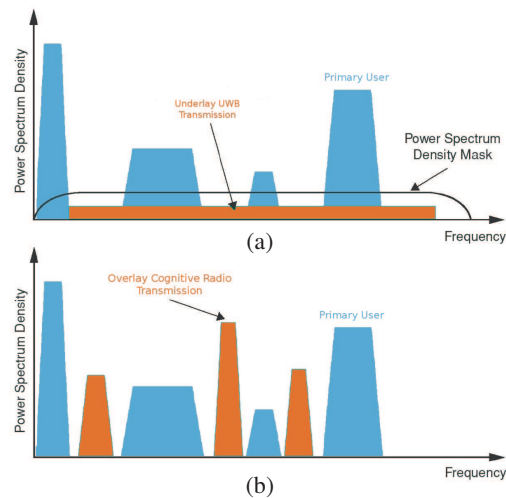 Power Spectrum Density
Primary User
Underlay UWB
Transmission
Power Spectrum
Density Mask
Frequency
(a)
Power Spectrum Density
Overlay Cognitive Radio
Transmission
Primary User
Frequency
(b)